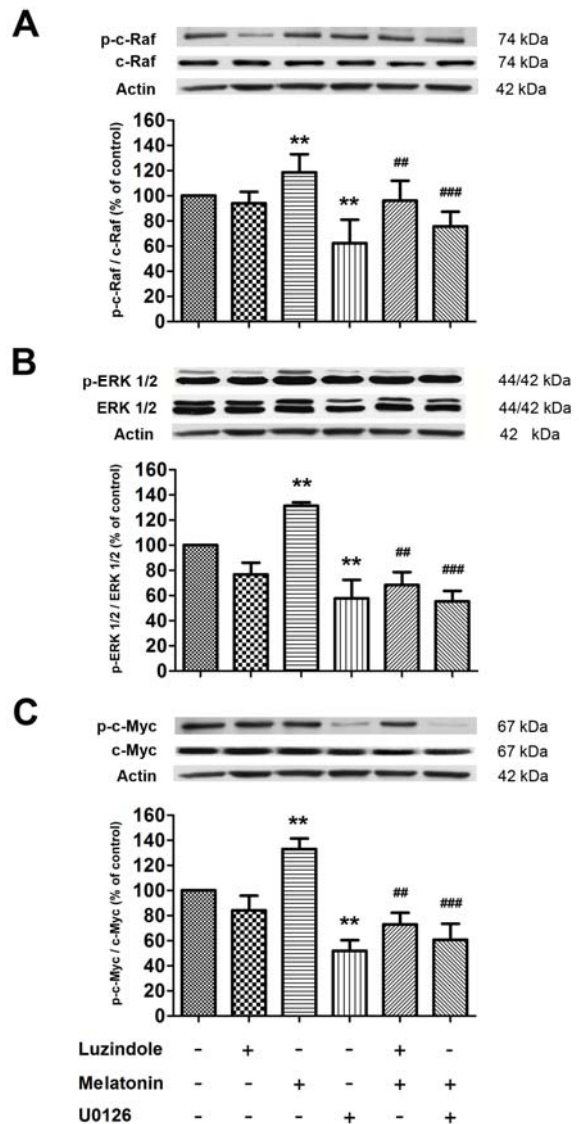 A
p-c-Raf 74 kDa
c-Raf 74 kDa
Actin 42 kDa
p-c-Raf / c-Raf (% of control)
160
140
120
100
80
60
40
20
0
**
**
##
###
B
p-ERK 1/2 44/42 kDa
ERK 1/2 44/42 kDa
Actin 42 kDa
p-ERK 1/2 / ERK 1/2 (% of control)
160
140
120
100
80
60
40
20
0
**
**
##
###
C
p-c-Myc 67 kDa
c-Myc 67 kDa
Actin 42 kDa
p-c-Myc / c-Myc (% of control)
160
140
120
100
80
60
40
20
0
**
**
##
###
Luzindole - + - - + -
Melatonin - - + - + +
U0126 - - - + - +